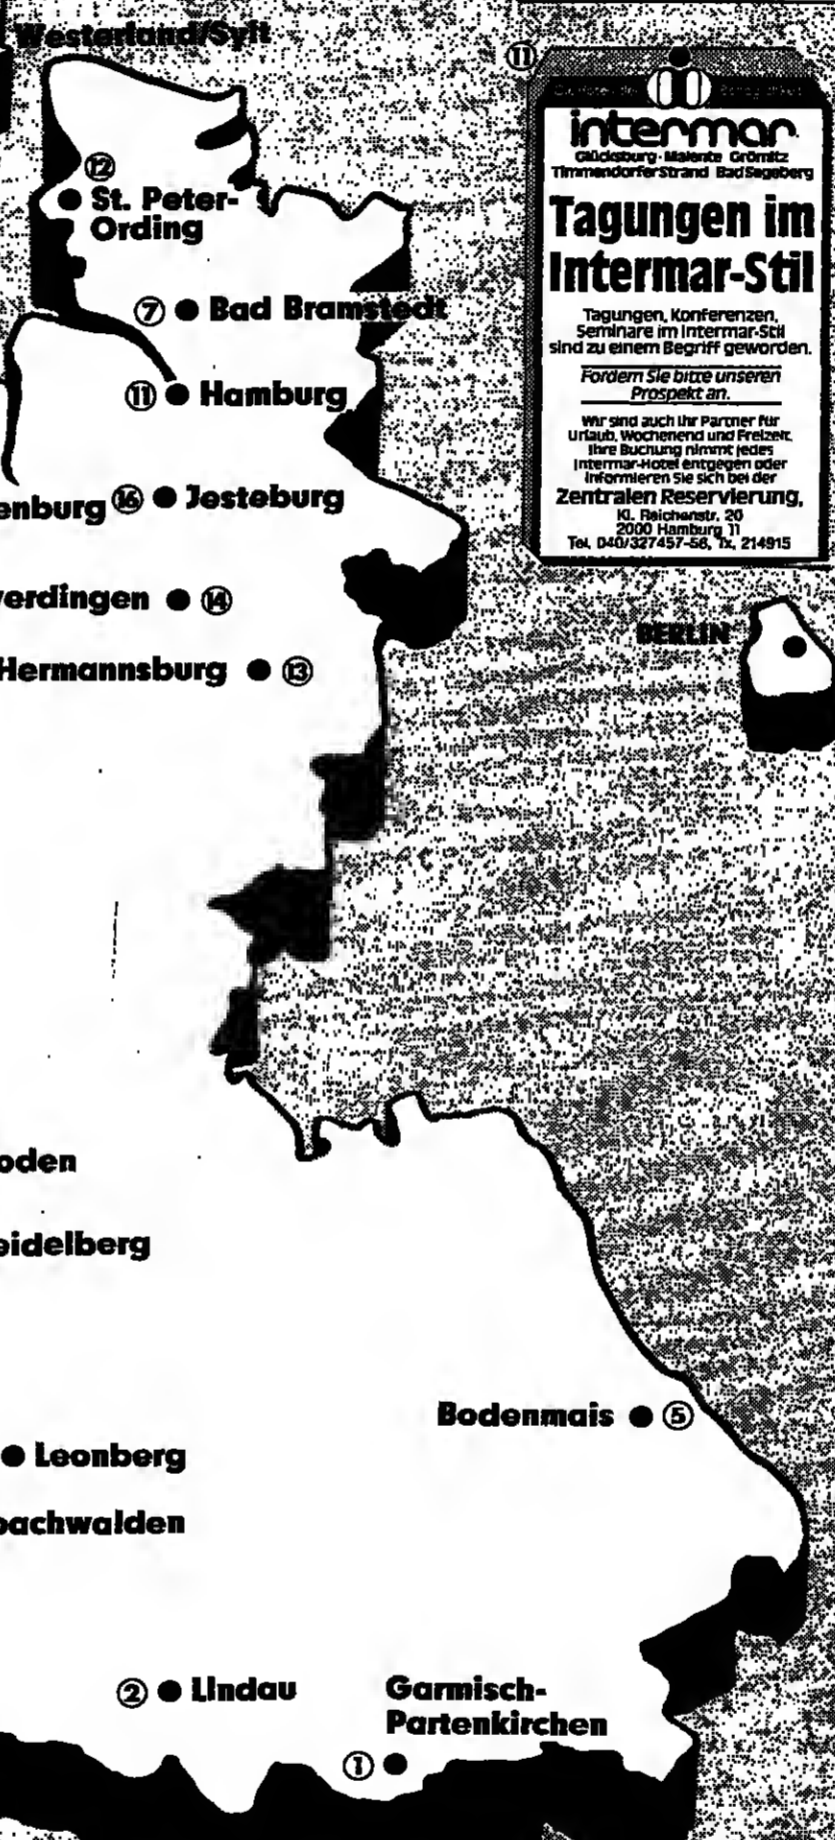 Westerland/Sylt
⑫
St. Peter-
Ording
⑦ Bad Bramstedt
⑪ Hamburg
enburg ⑯ Jesteburg
verdingen ⑭
Hermannsburg ⑬
⑪
intermar
Glücksburg · Malente Grömitz
Timmendorfer Strand Bad Segeberg
Tagungen im
Intermar-Stil
Tagungen, Konferenzen,
Seminare im Intermar-Stil
sind zu einem Begriff geworden.
Fordern Sie bitte unseren
Prospekt an.
Wir sind auch Ihr Partner für
Urlaub, Wochenend und Freizeit.
Ihre Buchung nimmt jedes
Intermar-Hotel entgegen oder
informieren Sie sich bei der
Zentralen Reservierung,
Kl. Reichenstr. 20
2000 Hamburg 11
Tel. 040/327457-58, Tx. 214915
BERLIN
oden
eidelberg
Bodenmais ⑤
Leonberg
bachwalden
② Lindau
Garmisch-
Partenkirchen
①